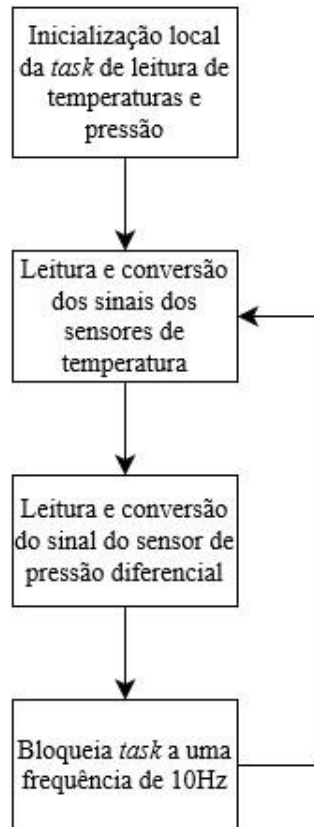 Inicialização local
da task de leitura de
temperaturas e
pressão
Leitura e conversão
dos sinais dos
sensores de
temperatura
Leitura e conversão
do sinal do sensor de
pressão diferencial
Bloqueia task a uma
frequência de 10Hz